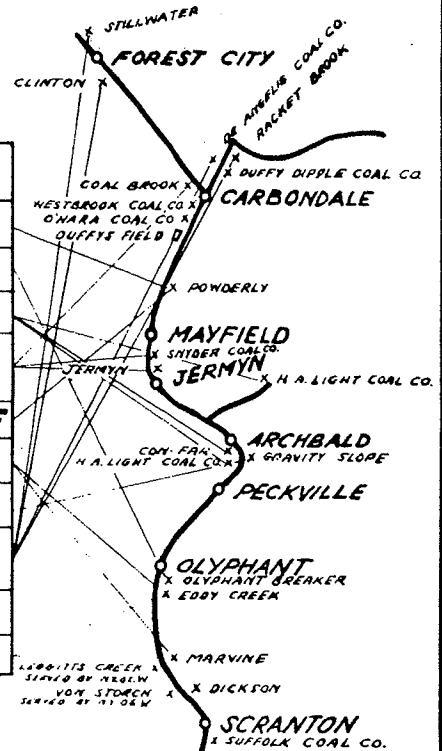 STILLWATER
FOREST CITY
CLINTON
DE ANGELIS COAL CO.
RACKET BROOK
DUFFY DIPPLE COAL CO.
COAL BROOK
CARBONDALE
WESTBROOK COAL CO.
O'HARA COAL CO
DUFFYS FIELD
POWDERLY
MAYFIELD
SNYDER COAL CO.
JERMYN
JERMYN
H A. LIGHT COAL CO.
ARCHBALD
CON-FAR
GRAVITY SLOPE
H A. LIGHT COAL CO.
PECKVILLE
OLYPHANT
OLYPHANT BREAKER
EDDY CREEK
MARVINE
LEGGITTS CREEK
SERVED BY
VON STORCH
DICKSON
SERVED BY
SCRANTON
SUFFOLK COAL CO.